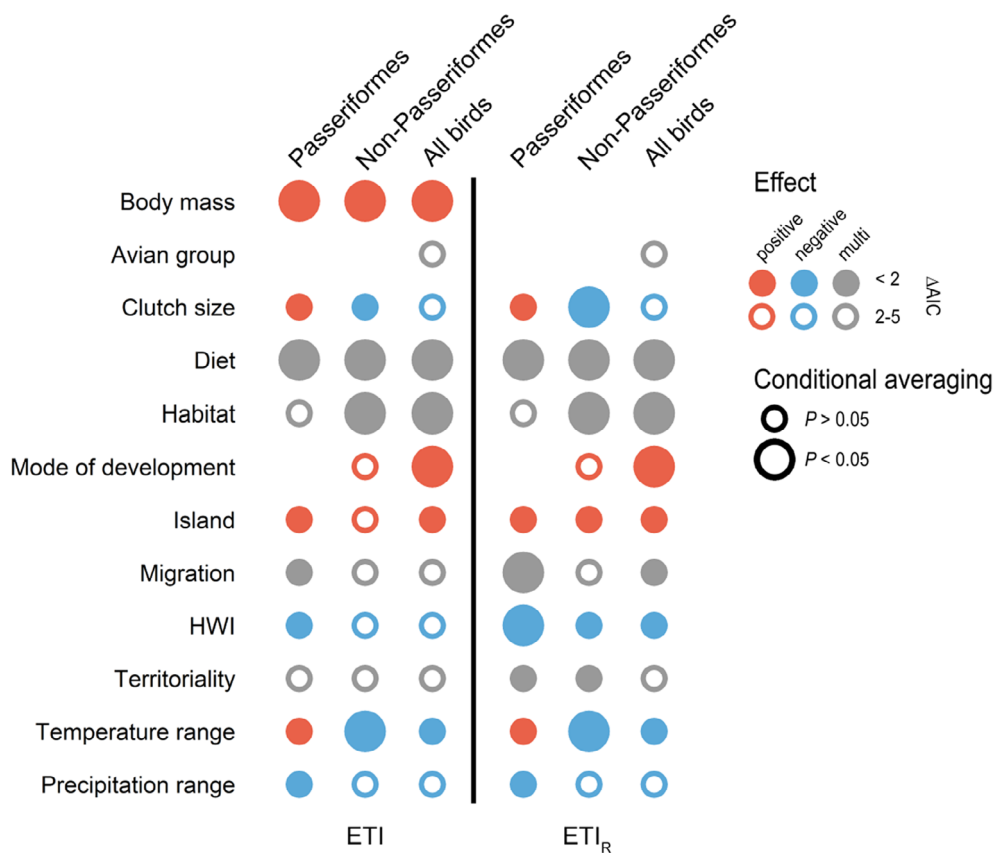 Passeriformes
Non-Passeriformes
All birds
Passeriformes
Non-Passeriformes
All birds
Body mass
Avian group
Clutch size
Diet
Habitat
Mode of development
Island
Migration
HWI
Territoriality
Temperature range
Precipitation range
ETI
ETI_R
Effect
positive
negative
multi
< 2
2-5
ΔAIC
Conditional averaging
P > 0.05
P < 0.05